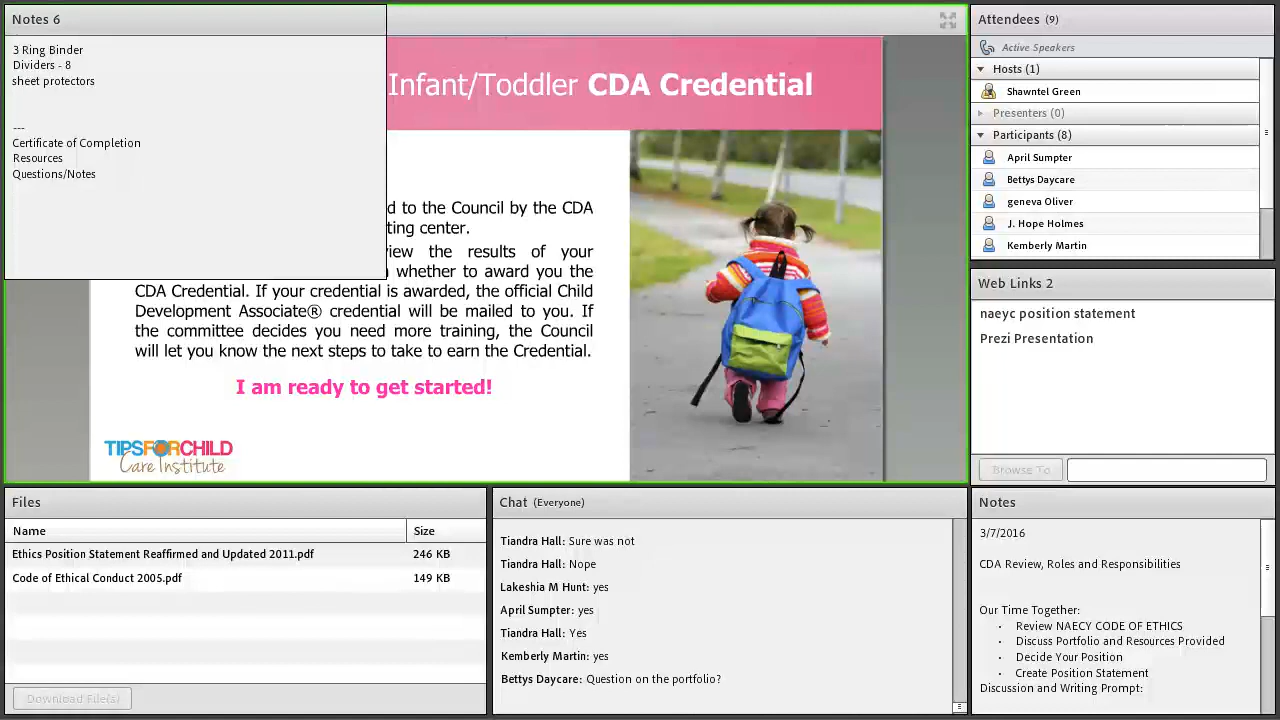 Notes 6
3 Ring Binder
Dividers - 8
sheet protectors
---
Certificate of Completion
Resources
Questions/Notes
Infant/Toddler CDA Credential
d to the Council by the CDA
ting center.
view the results of your
whether to award you the
CDA Credential. If your credential is awarded, the official Child
Development Associate® credential will be mailed to you. If
the committee decides you need more training, the Council
will let you know the next steps to take to earn the Credential.
I am ready to get started!
TIPSFORCHILD
Care Institute
Attendees (9)
Active Speakers
Hosts (1)
Shawntel Green
Presenters (0)
Participants (8)
April Sumpter
Bettys Daycare
geneva Oliver
J. Hope Holmes
Kemberly Martin
Web Links 2
naeyc position statement
Prezi Presentation
Browse To
Files
Name Size
Ethics Position Statement Reaffirmed and Updated 2011.pdf 246 KB
Code of Ethical Conduct 2005.pdf 149 KB
Download File(s)
Chat (Everyone)
Tiandra Hall: Sure was not
Tiandra Hall: Nope
Lakeshia M Hunt: yes
April Sumpter: yes
Tiandra Hall: Yes
Kemberly Martin: yes
Bettys Daycare: Question on the portfolio?
Notes
3/7/2016
CDA Review, Roles and Responsibilities
Our Time Together:
• Review NAECY CODE OF ETHICS
• Discuss Portfolio and Resources Provided
• Decide Your Position
• Create Position Statement
Discussion and Writing Prompt: